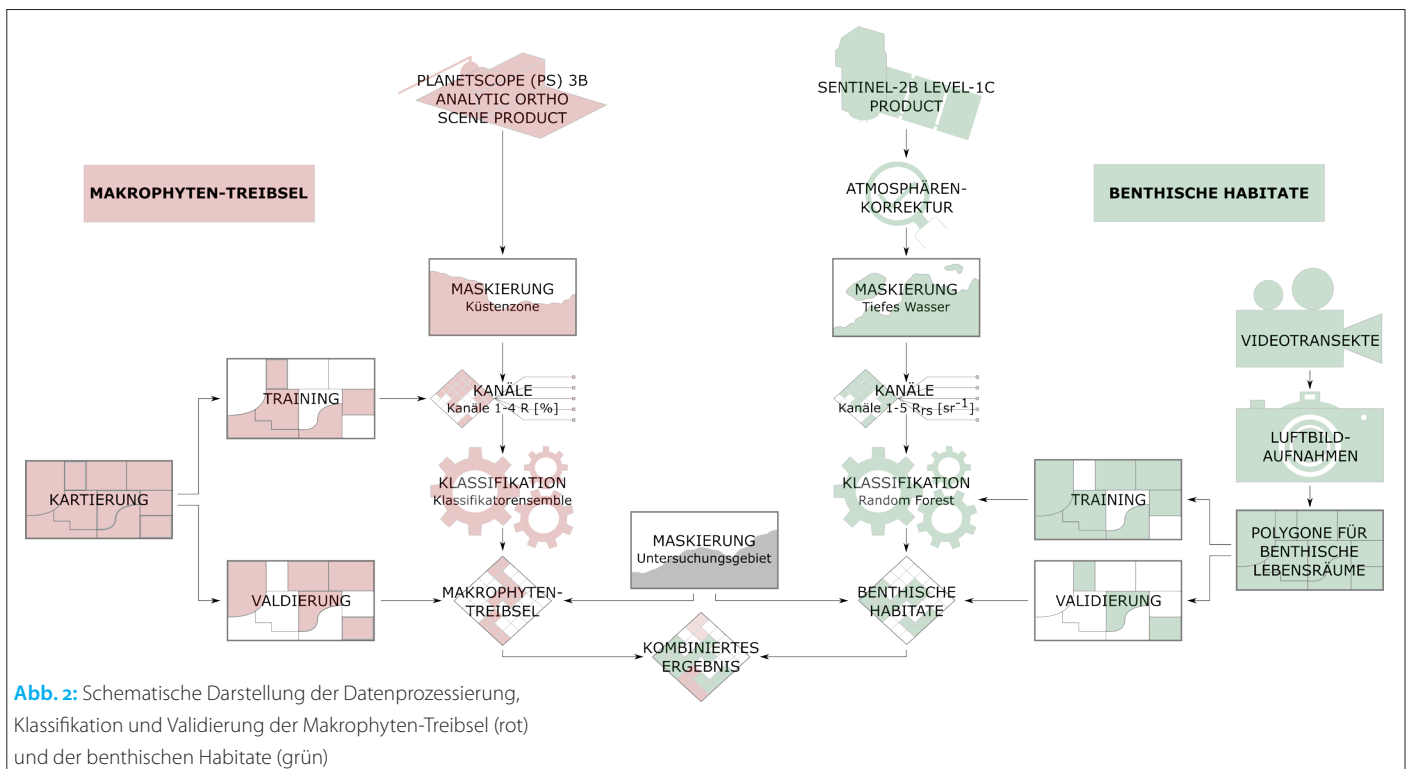 PLANETSCOPE (PS) 3B
ANALYTIC ORTHO
SCENE PRODUCT
SENTINEL-2B LEVEL-1C
PRODUCT
MAKROPHYTEN-TREIBSEL
ATMOSPHÄREN-
KORREKTUR
BENTHISCHE HABITATE
MASKIERUNG
Küstenzone
MASKIERUNG
Tiefes Wasser
VIDEOTRANSEKTE
TRAINING
KANÄLE
Kanäle 1-4 R [%]
KANÄLE
Kanäle 1-5 Rrs [sr-1]
LUFTBILD-
AUFNAHMEN
KARTIERUNG
KLASSIFIKATION
Klassifikatorensemble
KLASSIFIKATION
Random Forest
TRAINING
MASKIERUNG
Untersuchungsgebiet
POLYGONE FÜR
BENTHISCHE
LEBENSRÄUME
VALDIERUNG
MAKROPHYTEN-
TREIBSEL
BENTHISCHE
HABITATE
VALIDIERUNG
KOMBINIERTES
ERGEBNIS
Abb. 2: Schematische Darstellung der Datenprozessierung,
Klassifikation und Validierung der Makrophyten-Treibsel (rot)
und der benthischen Habitate (grün)